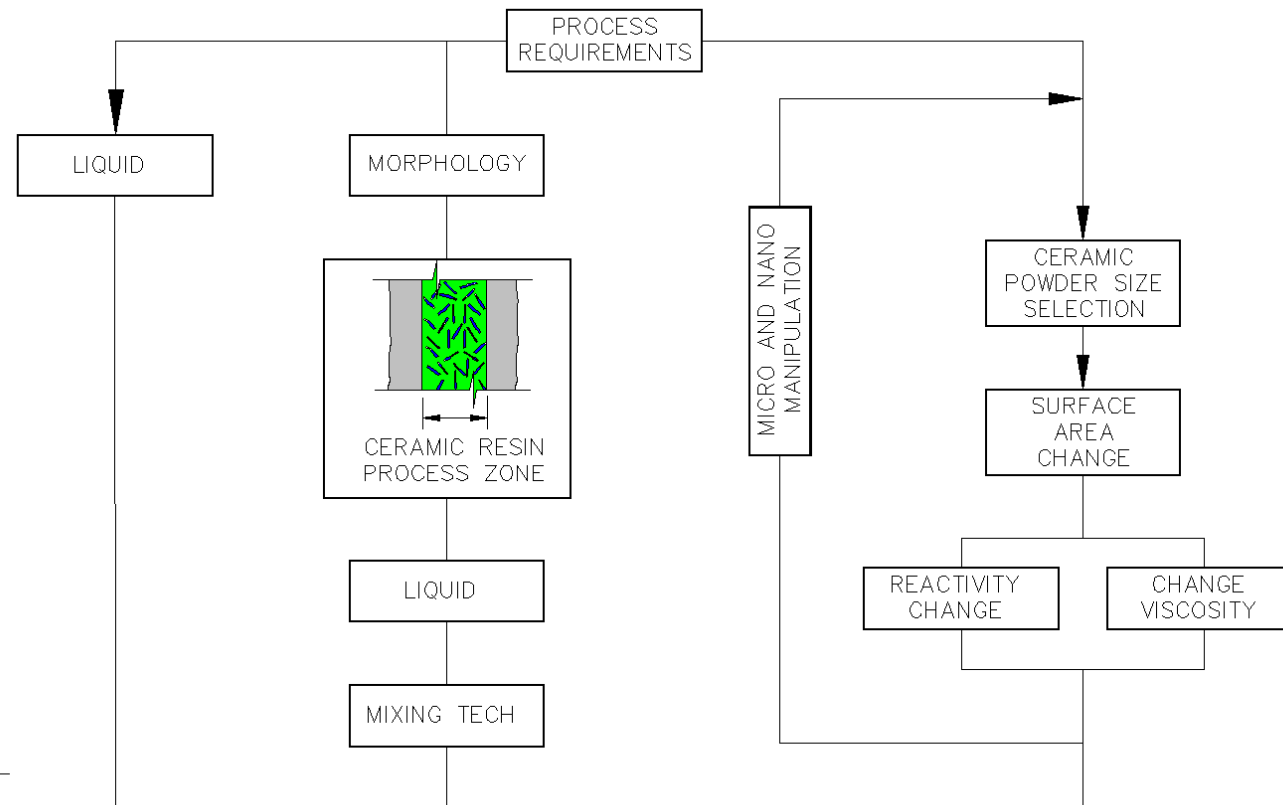 PROCESS
REQUIREMENTS
LIQUID
MORPHOLOGY
CERAMIC RESIN
PROCESS ZONE
LIQUID
MIXING TECH
MICRO AND NANO
MANIPULATION
CERAMIC
POWDER SIZE
SELECTION
SURFACE
AREA
CHANGE
REACTIVITY
CHANGE
CHANGE
VISCOSITY